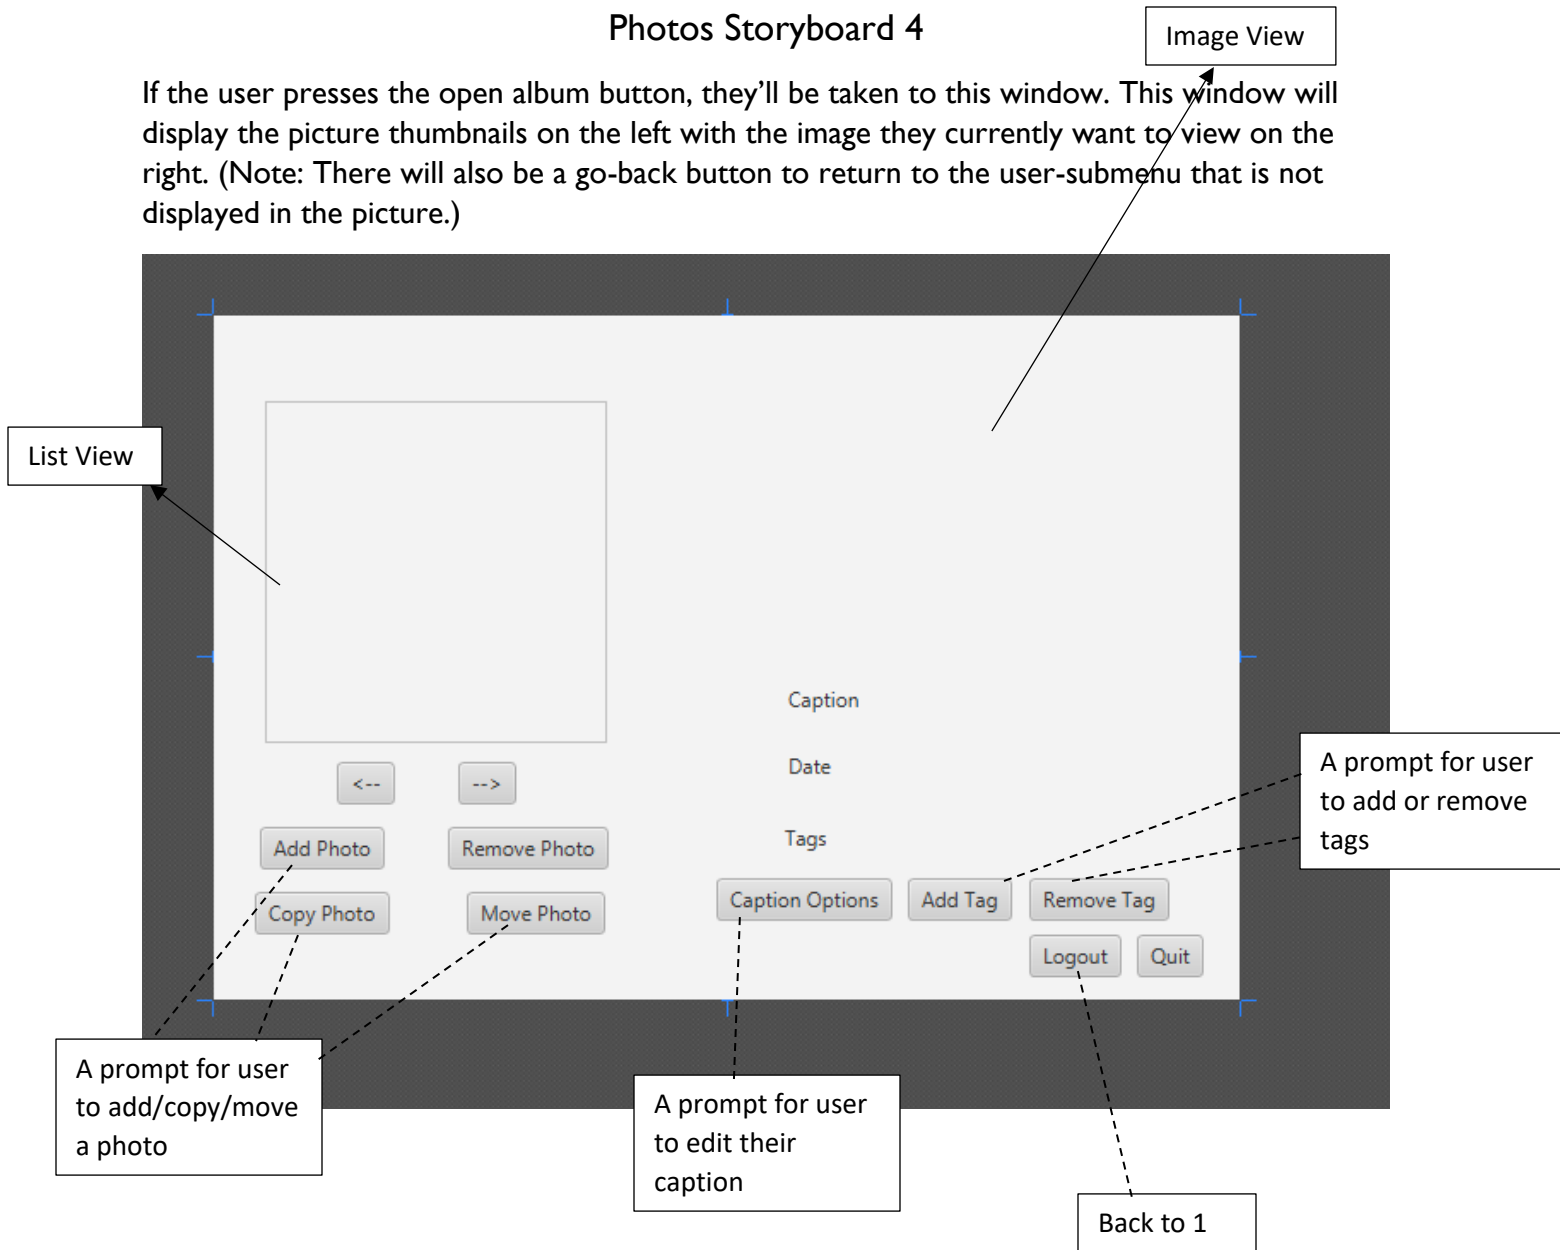 Photos Storyboard 4
Image View
If the user presses the open album button, they’ll be taken to this window. This window will
display the picture thumbnails on the left with the image they currently want to view on the
right. (Note: There will also be a go-back button to return to the user-submenu that is not
displayed in the picture.)
List View
Caption
Date
Tags
<--
-->
Add Photo
Remove Photo
Copy Photo
Move Photo
Caption Options
Add Tag
Remove Tag
Logout
Quit
A prompt for user
to add or remove
tags
A prompt for user
to add/copy/move
a photo
A prompt for user
to edit their
caption
Back to 1